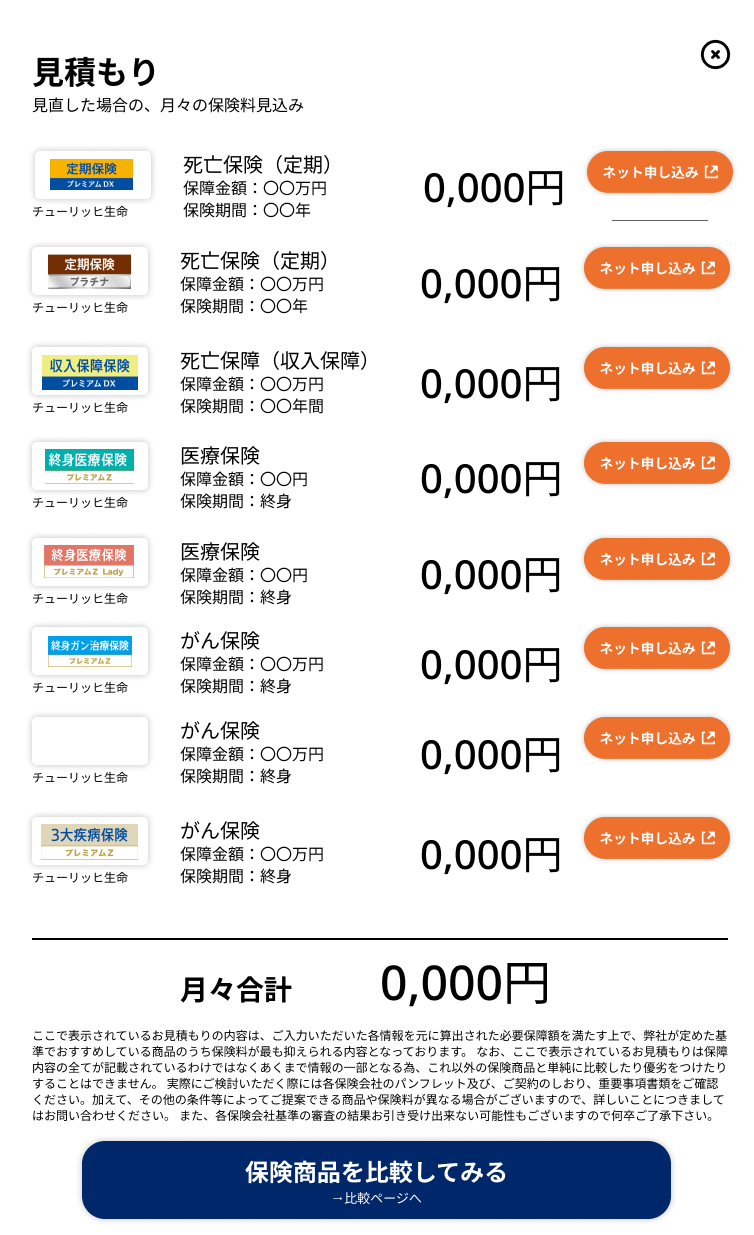 見積もり
見直した場合の、月々の保険料見込み
定期保険
プレミアムDX
チューリッヒ生命
死亡保険（定期）
保障金額：〇〇万円
保険期間：〇〇年
0,000円
ネット申し込み
定期保険
プラチナ
チューリッヒ生命
死亡保険（定期）
保障金額：〇〇万円
保険期間：〇〇年
0,000円
ネット申し込み
収入保障保険
プレミアムDX
チューリッヒ生命
死亡保障（収入保障）
保障金額：〇〇万円
保険期間：〇〇年間
0,000円
ネット申し込み
終身医療保険
プレミアムZ
チューリッヒ生命
医療保険
保障金額：〇〇円
保険期間：終身
0,000円
ネット申し込み
終身医療保険
プレミアムZ Lady
チューリッヒ生命
医療保険
保障金額：〇〇円
保険期間：終身
0,000円
ネット申し込み
終身ガン治療保険
プレミアムZ
チューリッヒ生命
がん保険
保障金額：〇〇万円
保険期間：終身
0,000円
ネット申し込み
チューリッヒ生命
がん保険
保障金額：〇〇万円
保険期間：終身
0,000円
ネット申し込み
3大疾病保険
プレミアムZ
チューリッヒ生命
がん保険
保障金額：〇〇万円
保険期間：終身
0,000円
ネット申し込み
月々合計
0,000円
ここで表示されているお見積もりの内容は、ご入力いただいた各情報を元に算出された必要保障額を満たす上で、弊社が定めた基
準でおすすめしている商品のうち保険料が最も抑えられる内容となっております。 なお、ここで表示されているお見積もりは保障
内容の全てが記載されているわけではなくあくまで情報の一部となる為、これ以外の保険商品と単純に比較したり優劣をつけたり
することはできません。 実際にご検討いただく際には各保険会社のパンフレット及び、ご契約のしおり、重要事項書類をご確認
ください。加えて、その他の条件等によってご提案できる商品や保険料が異なる場合がございますので、詳しいことにつきまして
はお問い合わせください。 また、各保険会社基準の審査の結果お引き受け出来ない可能性もございますので何卒ご了承下さい。
保険商品を比較してみる
→比較ページへ